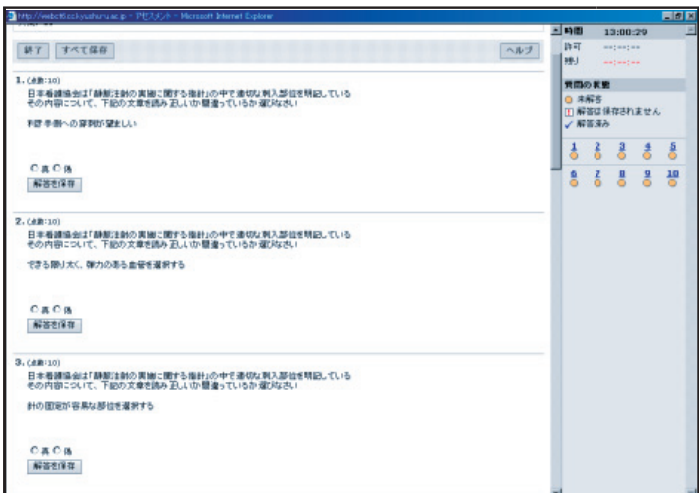 http://webct6.cc.kyushu-u.ac.jp - アセスメント - Microsoft Internet Explorer
終了 すべて保存 ヘルプ
1. (点数:10)
日本看護協会は「静脈注射の実施に関する指針」の中で適切な刺入部位を明記している
その内容について、下記の文章を読み正しいか間違っているか選びなさい
利き手側への穿刺が望ましい
真 偽
解答を保存
2. (点数:10)
日本看護協会は「静脈注射の実施に関する指針」の中で適切な刺入部位を明記している
その内容について、下記の文章を読み正しいか間違っているか選びなさい
できる限り太く、弾力のある血管を選択する
真 偽
解答を保存
3. (点数:10)
日本看護協会は「静脈注射の実施に関する指針」の中で適切な刺入部位を明記している
その内容について、下記の文章を読み正しいか間違っているか選びなさい
針の固定が容易な部位を選択する
真 偽
解答を保存
時間 13:00:29
許可 --:--:--
残り --:--:--
質問の状態
未解答
解答は保存されません
解答済み
1 2 3 4 5
6 7 8 9 10